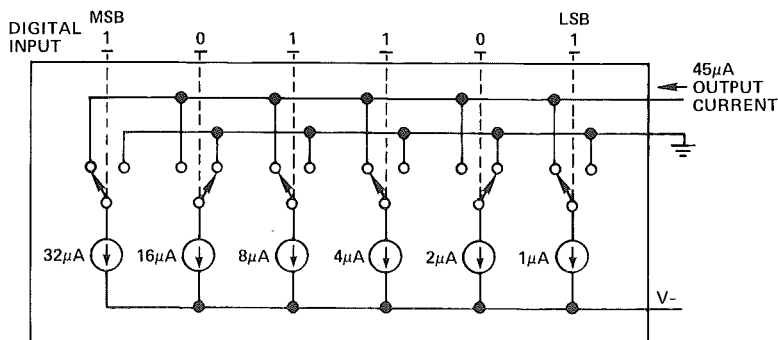 DIGITAL INPUT
MSB LSB
1 0 1 1 0 1
45μA
OUTPUT
CURRENT
32μA 16μA 8μA 4μA 2μA 1μA
V-